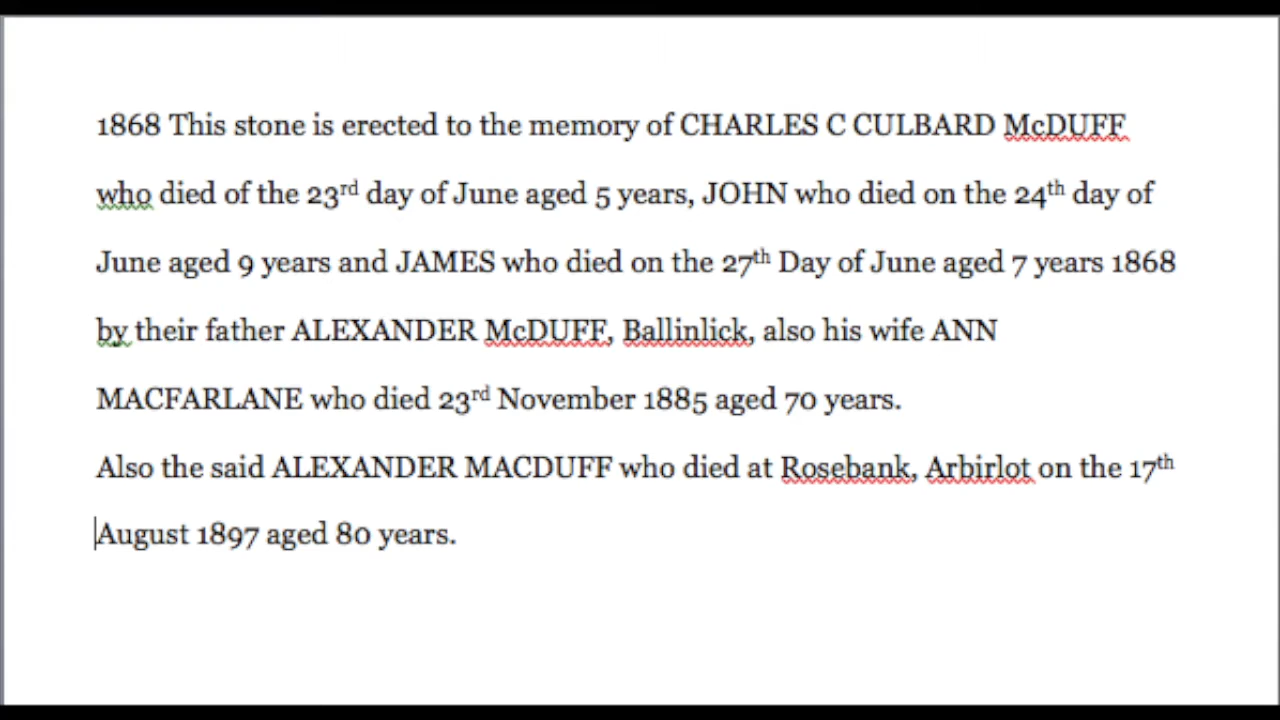 1868 This stone is erected to the memory of CHARLES C CULBARD McDUFF
who died of the 23rd day of June aged 5 years, JOHN who died on the 24th day of
June aged 9 years and JAMES who died on the 27th Day of June aged 7 years 1868
by their father ALEXANDER McDUFF, Ballinlick, also his wife ANN
MACFARLANE who died 23rd November 1885 aged 70 years.
Also the said ALEXANDER MACDUFF who died at Rosebank, Arbirlot on the 17th
August 1897 aged 80 years.